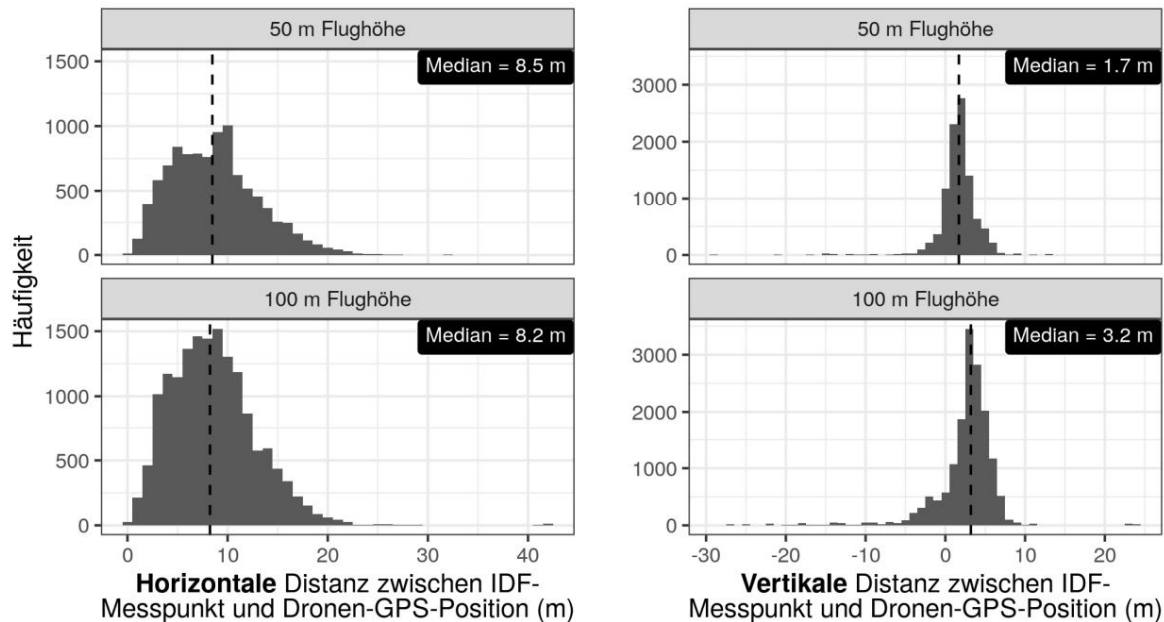 50 m Flughöhe
Median = 8.5 m
1500
1000
500
0
100 m Flughöhe
Median = 8.2 m
1500
1000
500
0
0
10
20
30
40
Häufigkeit
Horizontale Distanz zwischen IDF-
Messpunkt und Dronen-GPS-Position (m)
50 m Flughöhe
Median = 1.7 m
3000
2000
1000
0
100 m Flughöhe
Median = 3.2 m
3000
2000
1000
0
-30
-20
-10
0
10
20
Vertikale Distanz zwischen IDF-
Messpunkt und Dronen-GPS-Position (m)